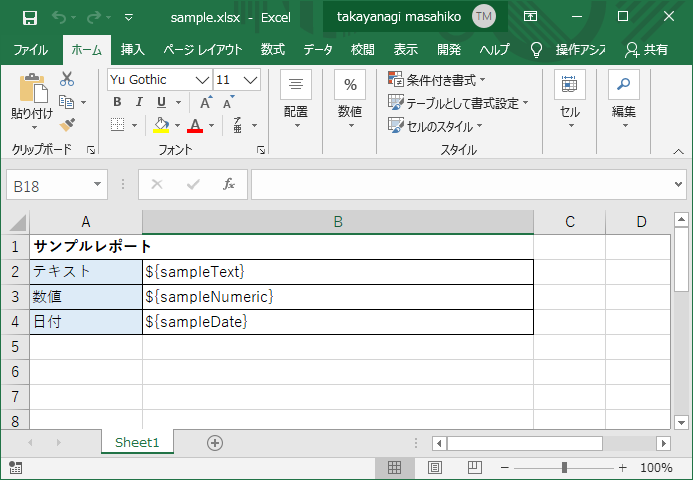 sample.xlsx - Excel
takayanagi masahiko
TM
ファイル ホーム 挿入 ページ レイアウト 数式 データ 校閲 表示 開発 ヘルプ 操作アシス 共有
貼り付け
Yu Gothic 11
B I U
A A
A
亜
クリップボード
フォント
配置
%
数値
条件付き書式
テーブルとして書式設定
セルのスタイル
スタイル
セル
編集
B18
fx
A B C D
1 サンプルレポート
2 テキスト ${sampleText}
3 数値 ${sampleNumeric}
4 日付 ${sampleDate}
5
6
7
8
Sheet1
100%